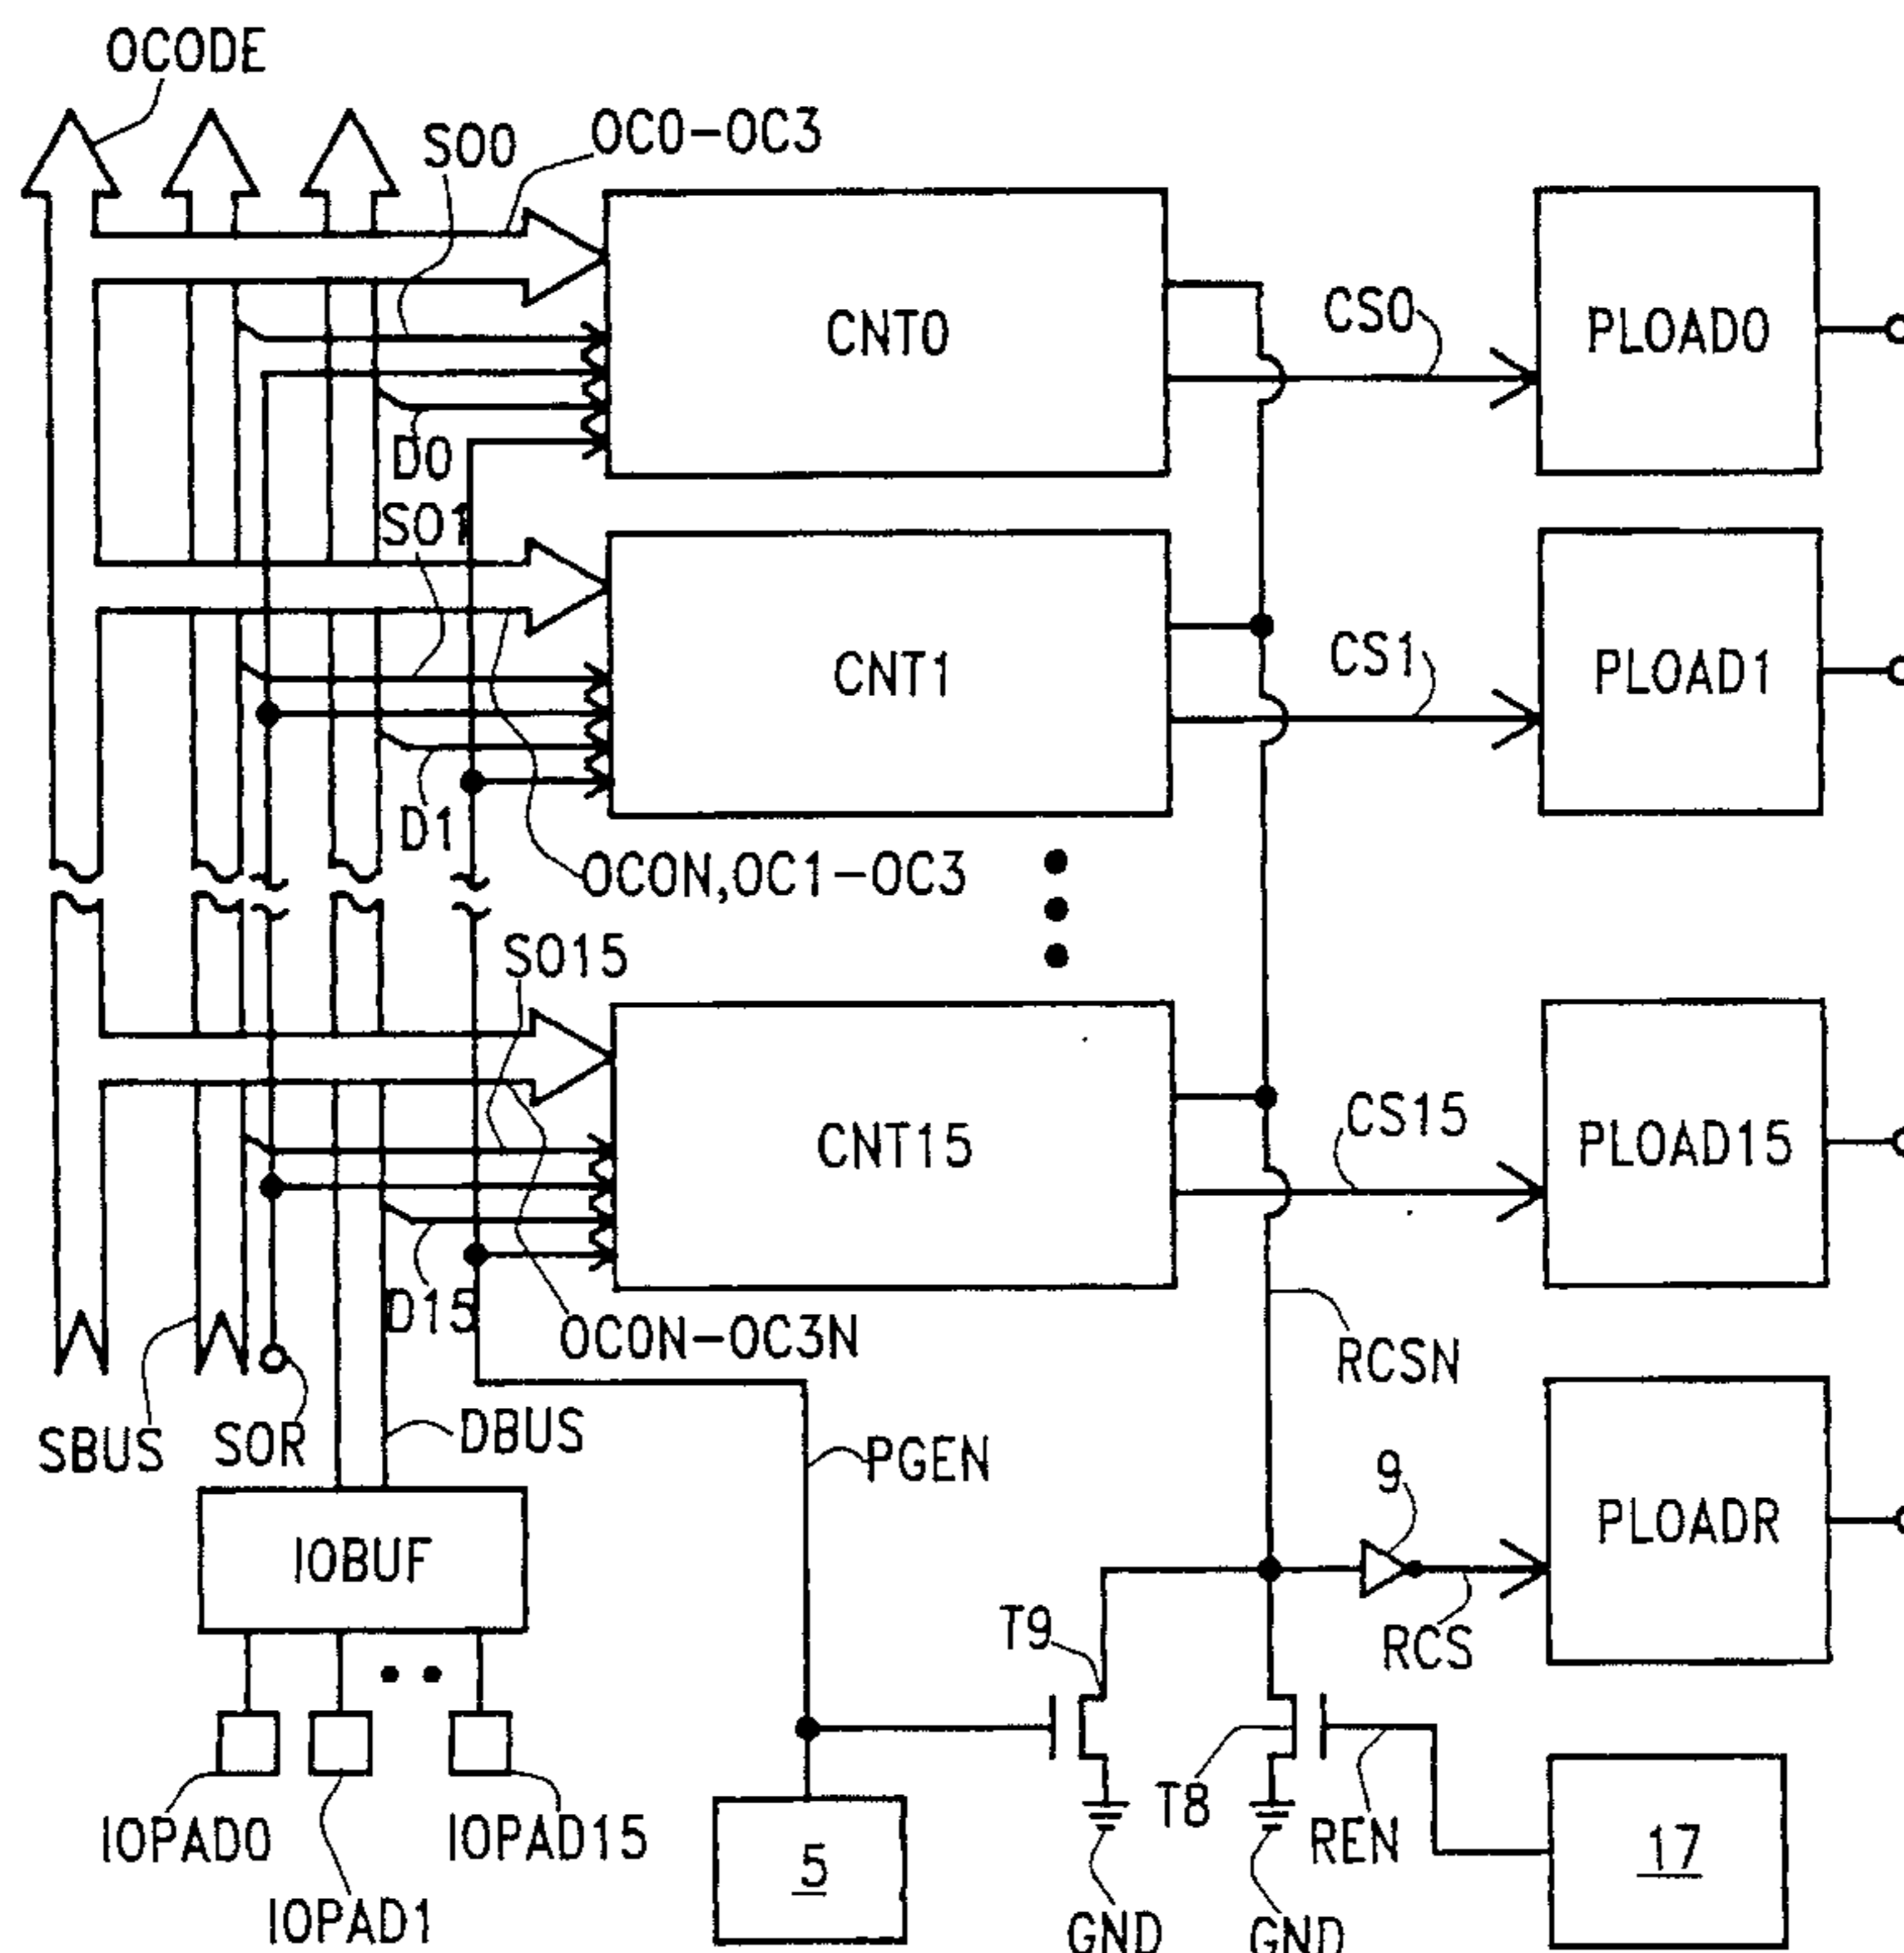 OCODE
SO0
OC0-OC3
CNT0
CS0
PLOAD0
D0
SO1
CNT1
CS1
PLOAD1
D1
OC0N,OC1-OC3
SO15
CNT15
CS15
PLOAD15
D15
OC0N-OC3N
RCSN
SBUS
SOR
DBUS
PGEN
9
PLOADR
IOBUF
T9
RCS
T8
REN
IOPAD0
IOPAD15
5
17
IOPAD1
GND
GND